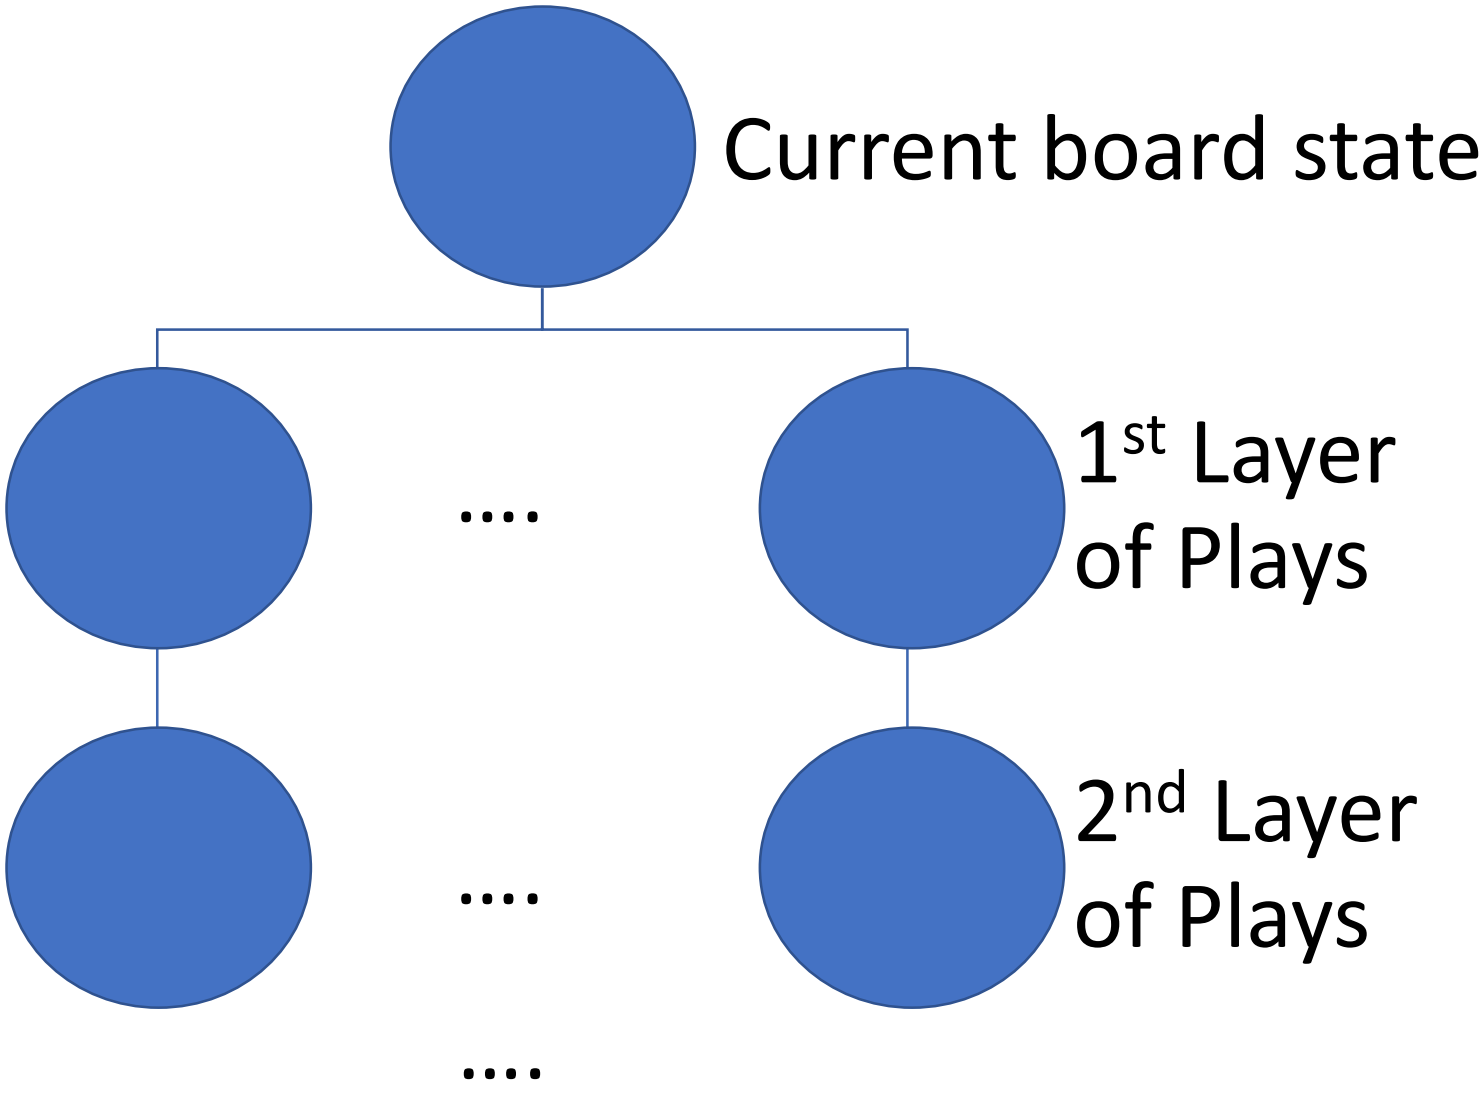 Current board state
1st Layer
of Plays
....
2nd Layer
of Plays
....
....